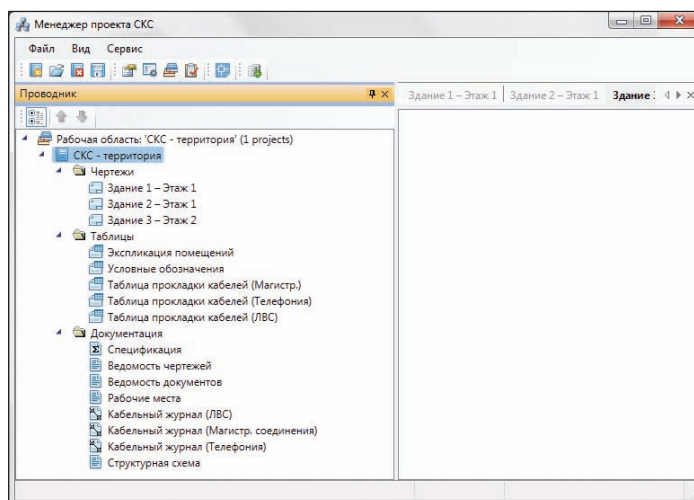 Менеджер проекта СКС
Файл Вид Сервис
Проводник
Здание 1 – Этаж 1 Здание 2 – Этаж 1 Здание
Рабочая область: 'СКС - территория' (1 projects)
СКС - территория
Чертежи
Здание 1 – Этаж 1
Здание 2 – Этаж 1
Здание 3 – Этаж 2
Таблицы
Экспликация помещений
Условные обозначения
Таблица прокладки кабелей (Магистр.)
Таблица прокладки кабелей (Телефония)
Таблица прокладки кабелей (ЛВС)
Документация
Спецификация
Ведомость чертежей
Ведомость документов
Рабочие места
Кабельный журнал (ЛВС)
Кабельный журнал (Магистр. соединения)
Кабельный журнал (Телефония)
Структурная схема